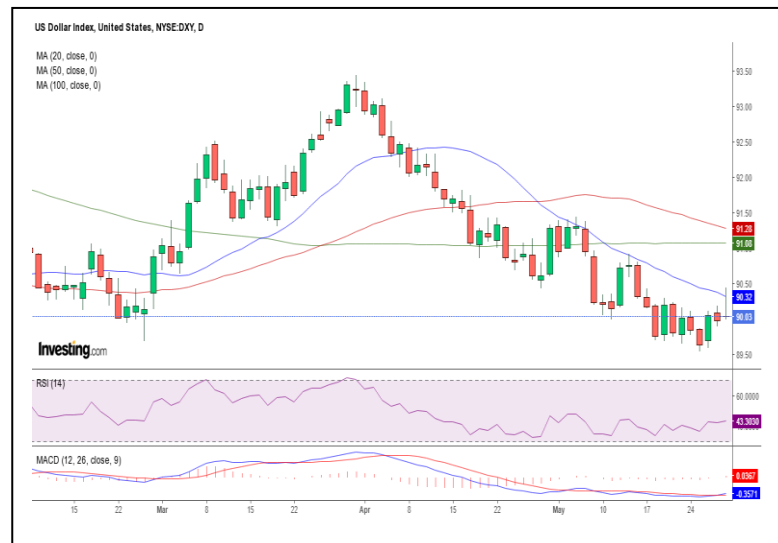 US Dollar Index, United States, NYSE:DXY, D
MA (20, close, 0)
MA (50, close, 0)
MA (100, close, 0)
93.50
93.00
92.50
92.00
91.50
91.28
91.08
90.50
90.32
90.03
89.50
Investing.com
RSI (14)
60.0000
43.3030
MACD (12, 26, close, 9)
0.0367
-0.3571
15 22 Mar 8 15 22 Apr 8 15 22 May 10 17 24